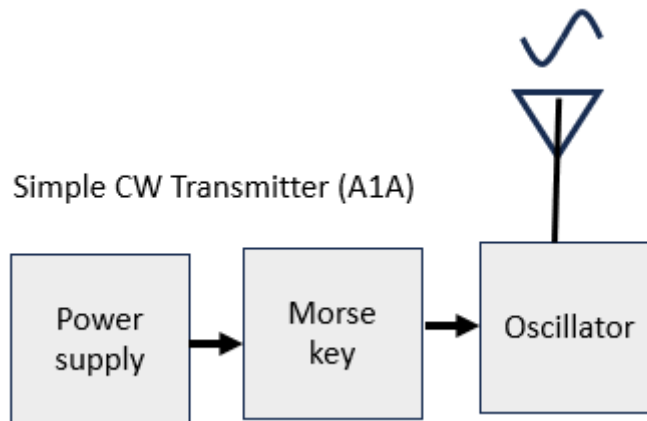 Simple CW Transmitter (A1A)
Power
supply
Morse
key
Oscillator